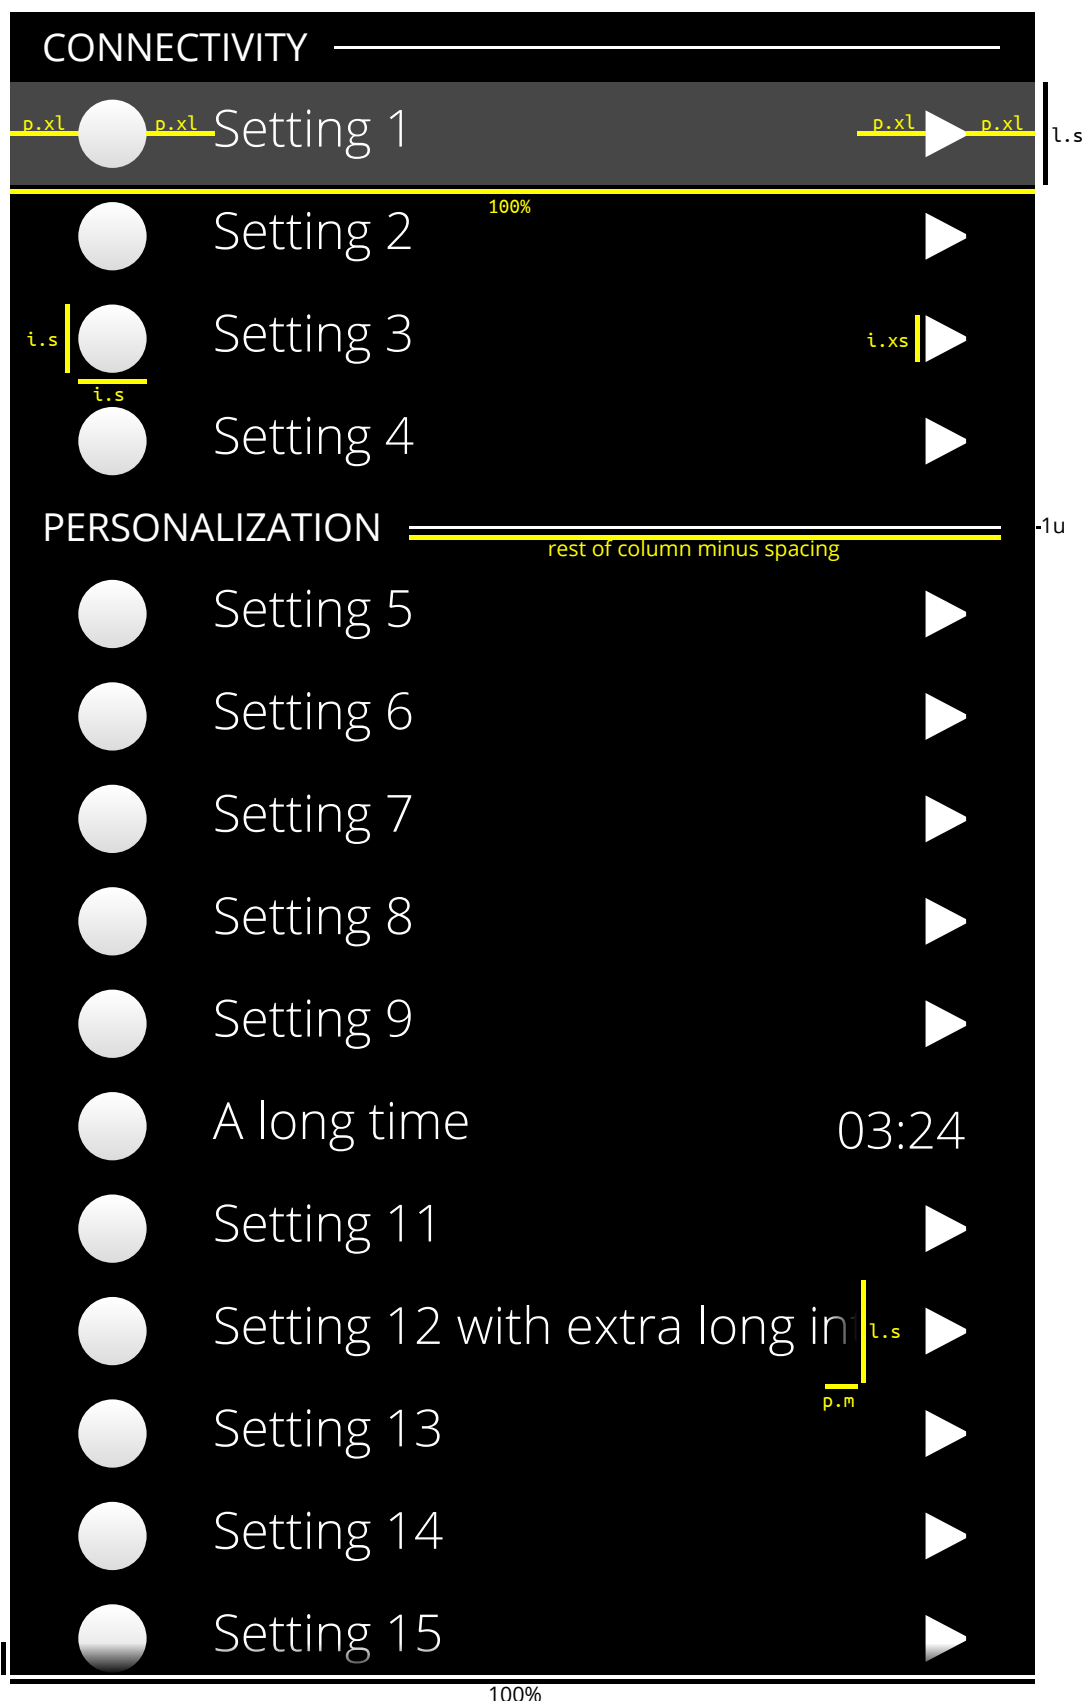 CONNECTIVITY
p.xl p.xl Setting 1 p.xl p.xl l.s
100%
Setting 2
i.s Setting 3 i.xs
i.s
Setting 4
PERSONALIZATION 1u
rest of column minus spacing
Setting 5
Setting 6
Setting 7
Setting 8
Setting 9
A long time 03:24
Setting 11
Setting 12 with extra long in l.s
p.m
Setting 13
Setting 14
Setting 15
100%